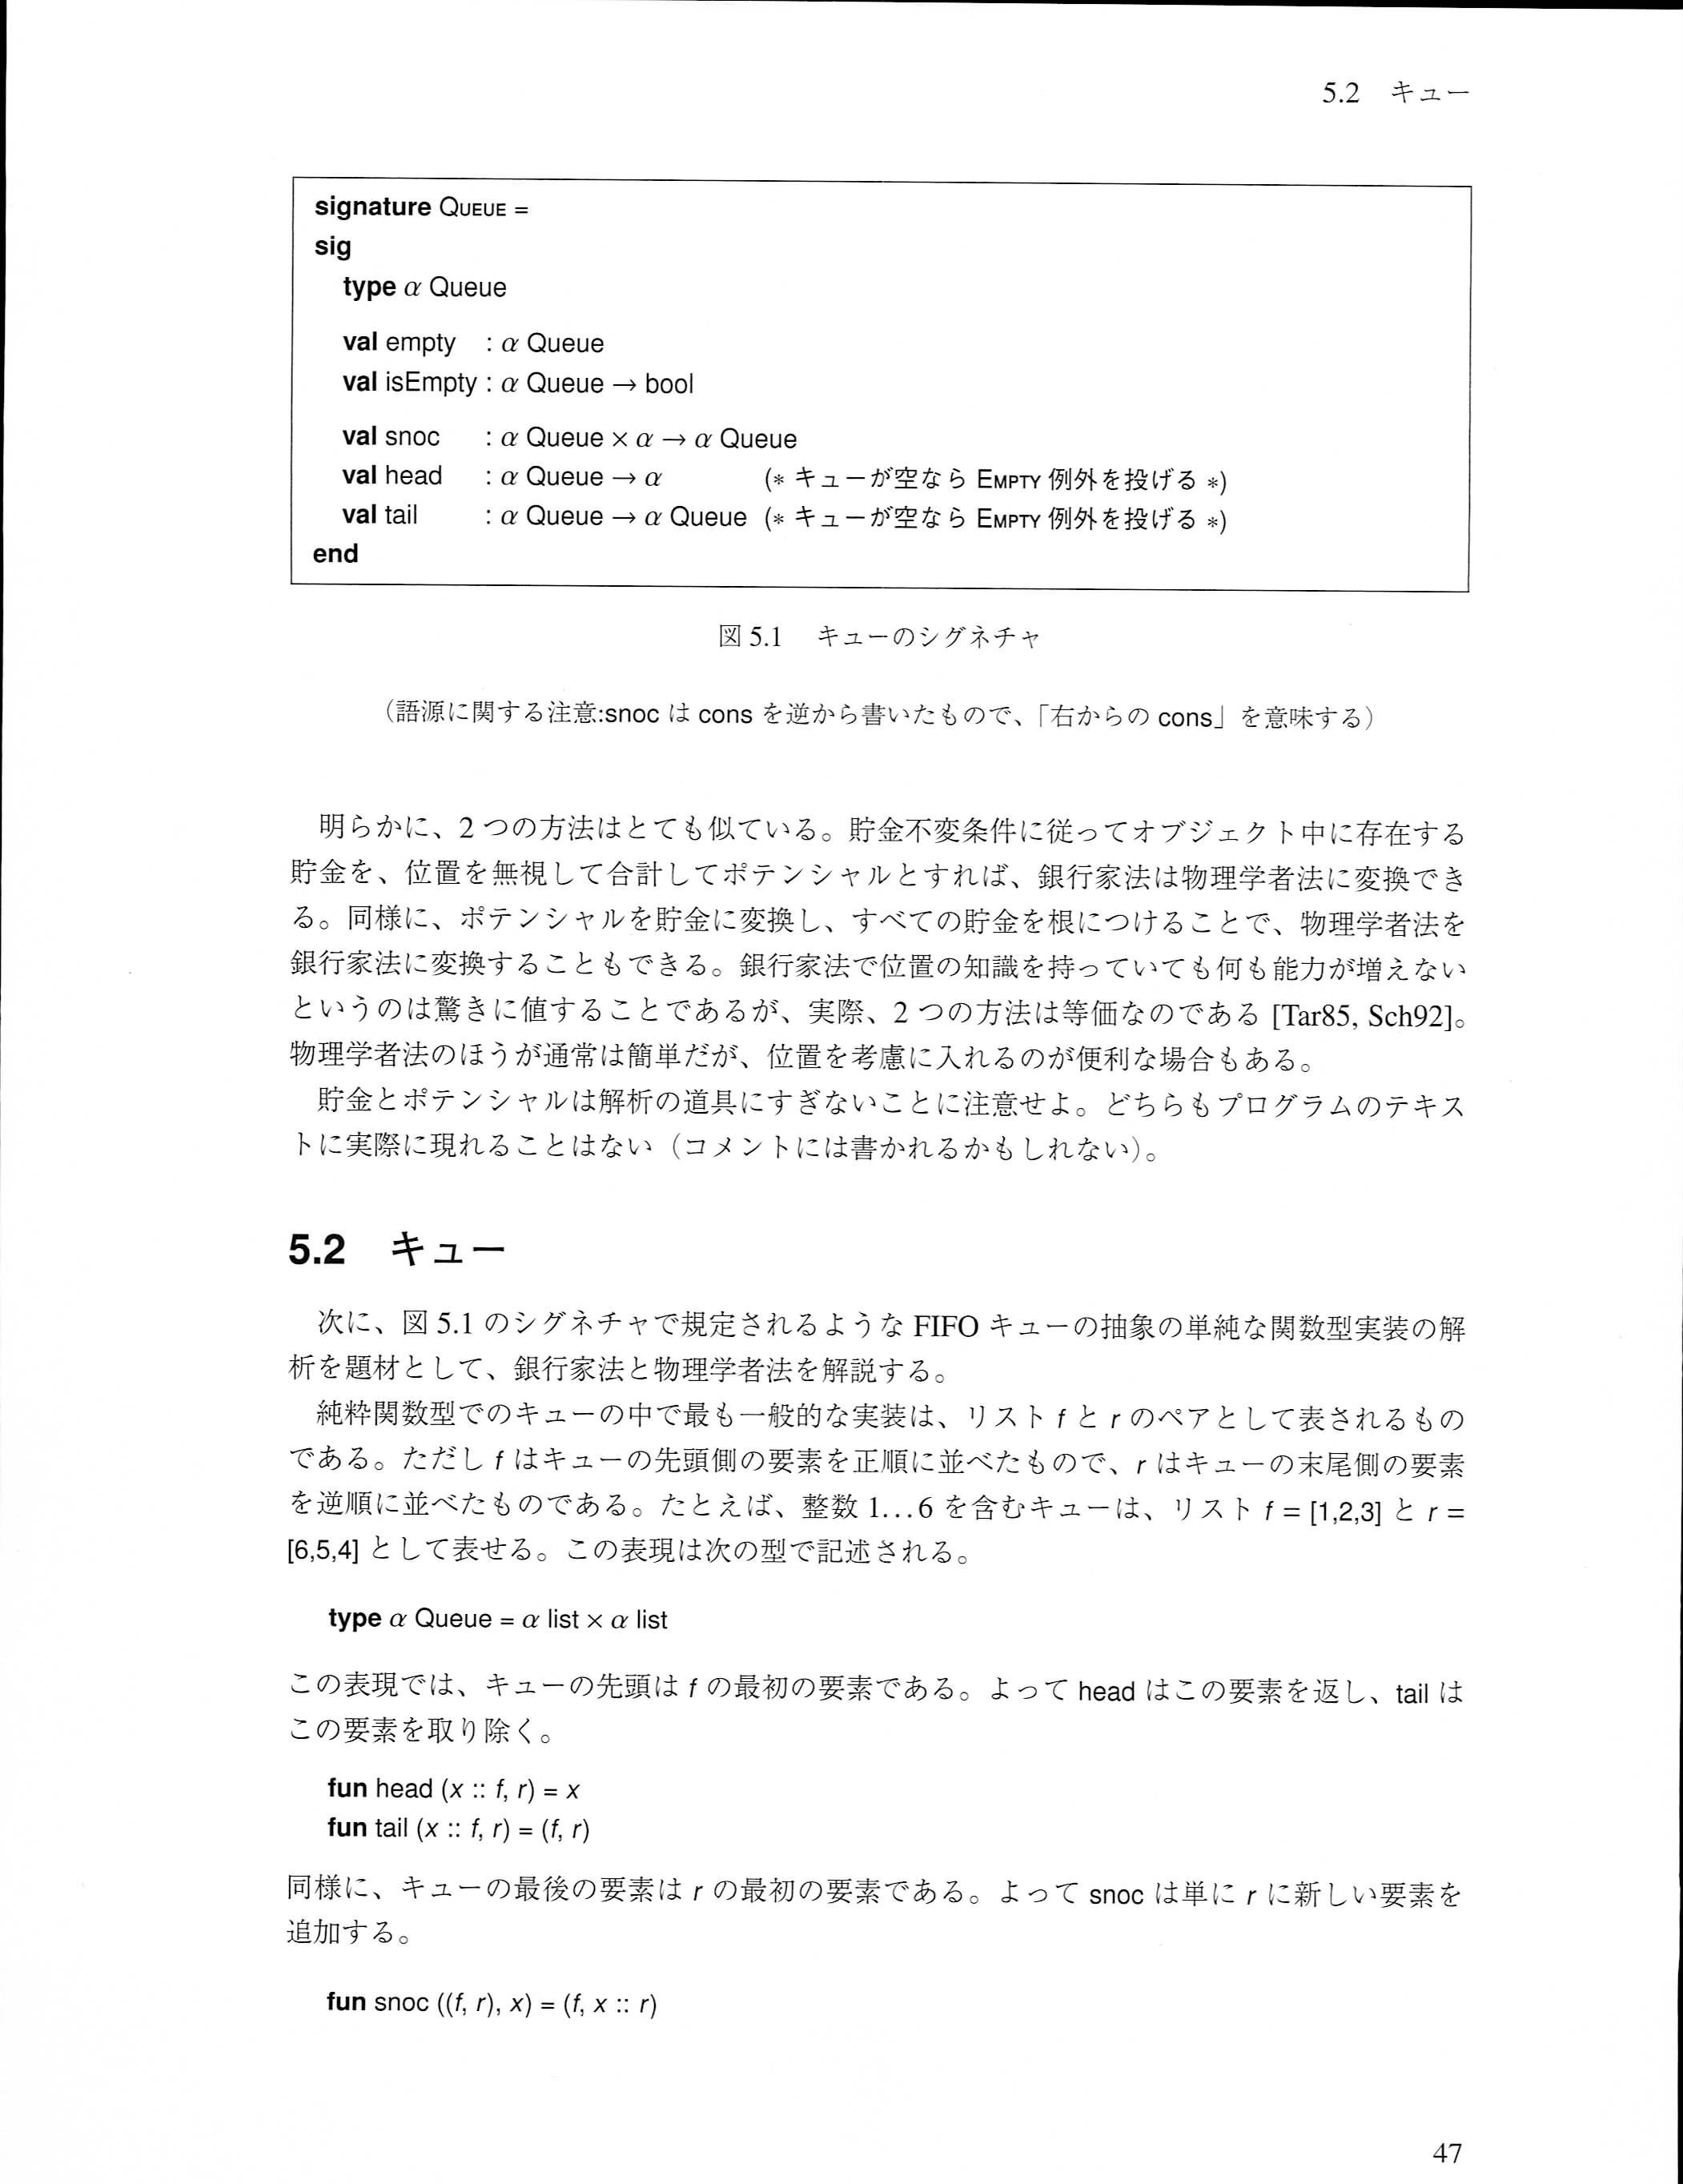 5.2 キュー
signature QUEUE =
sig
type α Queue
val empty : α Queue
val isEmpty : α Queue → bool
val snoc : α Queue × α → α Queue
val head : α Queue → α (* キューが空なら EMPTY 例外を投げる *)
val tail : α Queue → α Queue (* キューが空なら EMPTY 例外を投げる *)
end
図 5.1 キューのシグネチャ
（語源に関する注意:snoc は cons を逆から書いたもので、「右からの cons」を意味する）
明らかに、2 つの方法はとても似ている。貯金不変条件に従ってオブジェクト中に存在する
貯金を、位置を無視して合計してポテンシャルとすれば、銀行家法は物理学者法に変換でき
る。同様に、ポテンシャルを貯金に変換し、すべての貯金を根につけることで、物理学者法を
銀行家法に変換することもできる。銀行家法で位置の知識を持っていても何も能力が増えない
というのは驚きに値することであるが、実際、2 つの方法は等価なのである [Tar85, Sch92]。
物理学者法のほうが通常は簡単だが、位置を考慮に入れるのが便利な場合もある。
貯金とポテンシャルは解析の道具にすぎないことに注意せよ。どちらもプログラムのテキス
トに実際に現れることはない（コメントには書かれるかもしれない）。
5.2 キュー
次に、図 5.1 のシグネチャで規定されるような FIFO キューの抽象の単純な関数型実装の解
析を題材として、銀行家法と物理学者法を解説する。
純粋関数型でのキューの中で最も一般的な実装は、リスト f と r のペアとして表されるもの
である。ただし f はキューの先頭側の要素を正順に並べたもので、r はキューの末尾側の要素
を逆順に並べたものである。たとえば、整数 1...6 を含むキューは、リスト f = [1,2,3] と r =
[6,5,4] として表せる。この表現は次の型で記述される。
type α Queue = α list × α list
この表現では、キューの先頭は f の最初の要素である。よって head はこの要素を返し、tail は
この要素を取り除く。
fun head (x :: f, r) = x
fun tail (x :: f, r) = (f, r)
同様に、キューの最後の要素は r の最初の要素である。よって snoc は単に r に新しい要素を
追加する。
fun snoc ((f, r), x) = (f, x :: r)
47